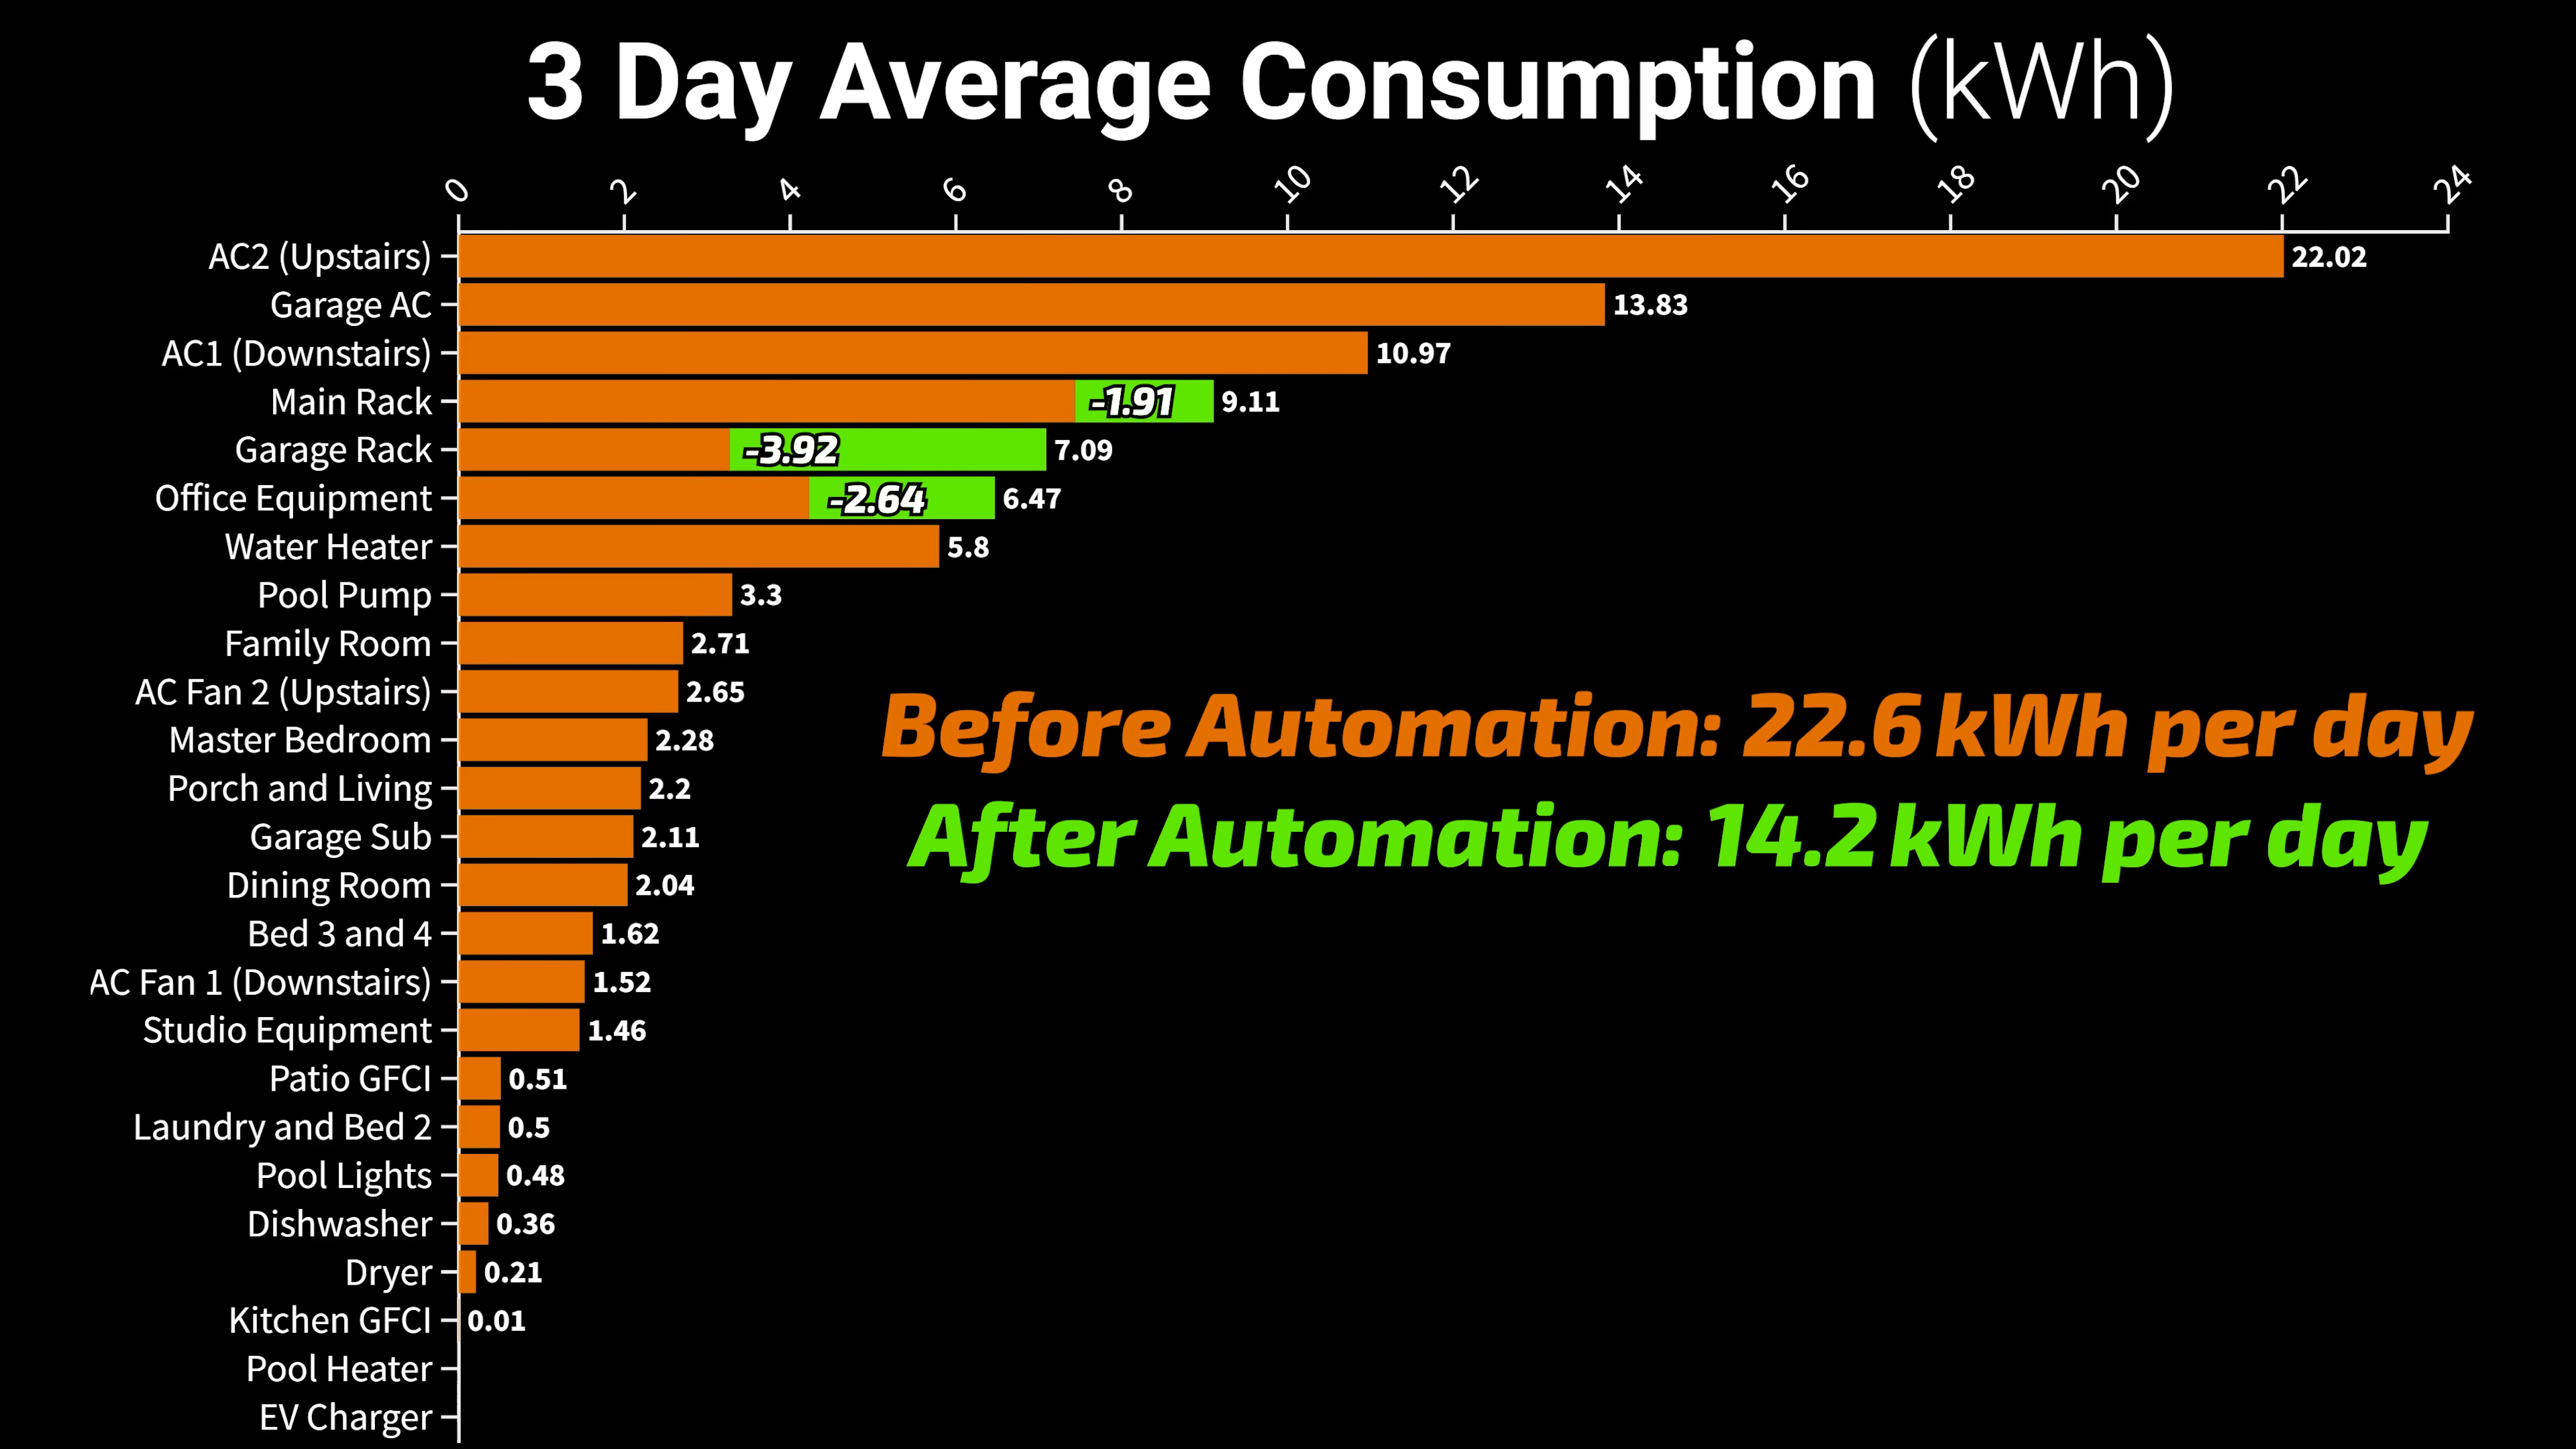 3 Day Average Consumption (kWh)
0 2 4 6 8 10 12 14 16 18 20 22 24
AC2 (Upstairs) 22.02
Garage AC 13.83
AC1 (Downstairs) 10.97
Main Rack -1.91 9.11
Garage Rack -3.92 7.09
Office Equipment -2.64 6.47
Water Heater 5.8
Pool Pump 3.3
Family Room 2.71
AC Fan 2 (Upstairs) 2.65
Master Bedroom 2.28
Porch and Living 2.2
Garage Sub 2.11
Dining Room 2.04
Bed 3 and 4 1.62
AC Fan 1 (Downstairs) 1.52
Studio Equipment 1.46
Patio GFCI 0.51
Laundry and Bed 2 0.5
Pool Lights 0.48
Dishwasher 0.36
Dryer 0.21
Kitchen GFCI 0.01
Pool Heater
EV Charger
Before Automation: 22.6 kWh per day
After Automation: 14.2 kWh per day